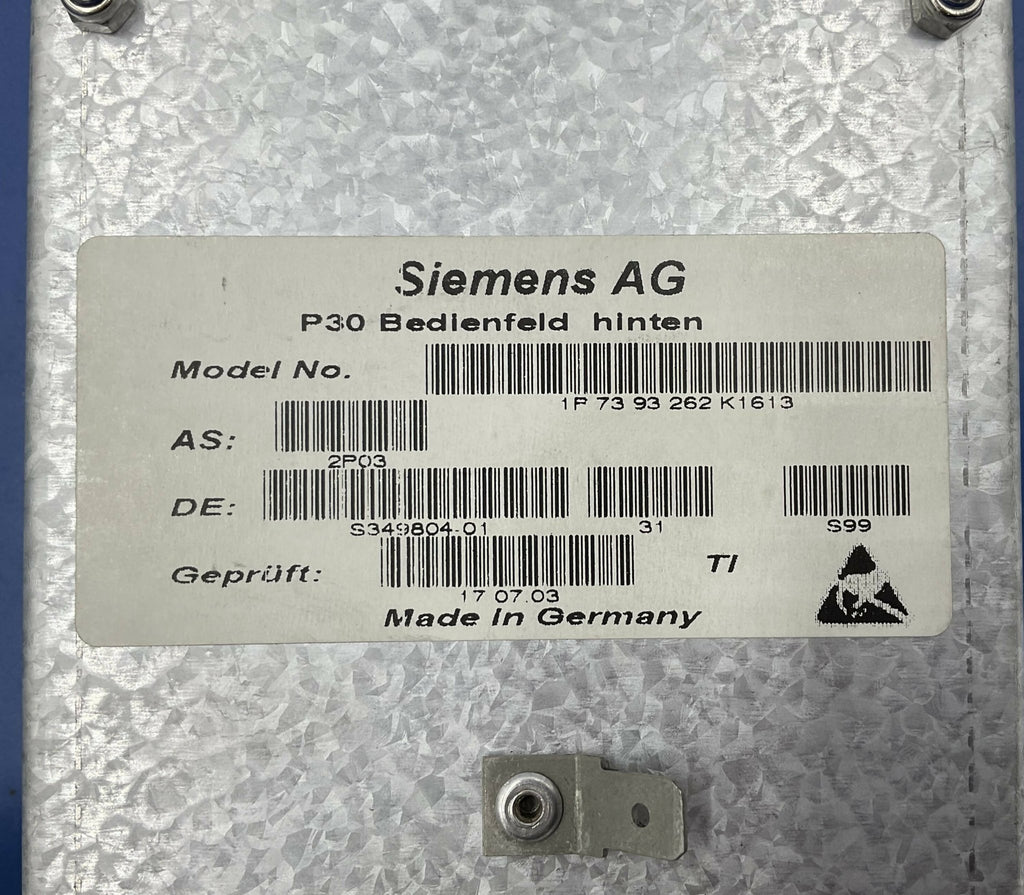 Siemens AG
P30 Bedienfeld hinten
Model No.
1P 73 93 262 K1613
AS:
2P03
DE:
S349804-01 31 S99
Geprüft: TI
17 07.03
Made in Germany